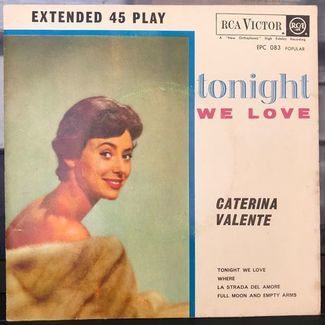 EXTENDED 45 PLAY
RCA VICTOR
RCA
A "New Orthophonic" High Fidelity Recording
EPC 083 POPULAR
tonight
WE LOVE
CATERINA
VALENTE
TONIGHT WE LOVE
WHERE
LA STRADA DEL AMORE
FULL MOON AND EMPTY ARMS